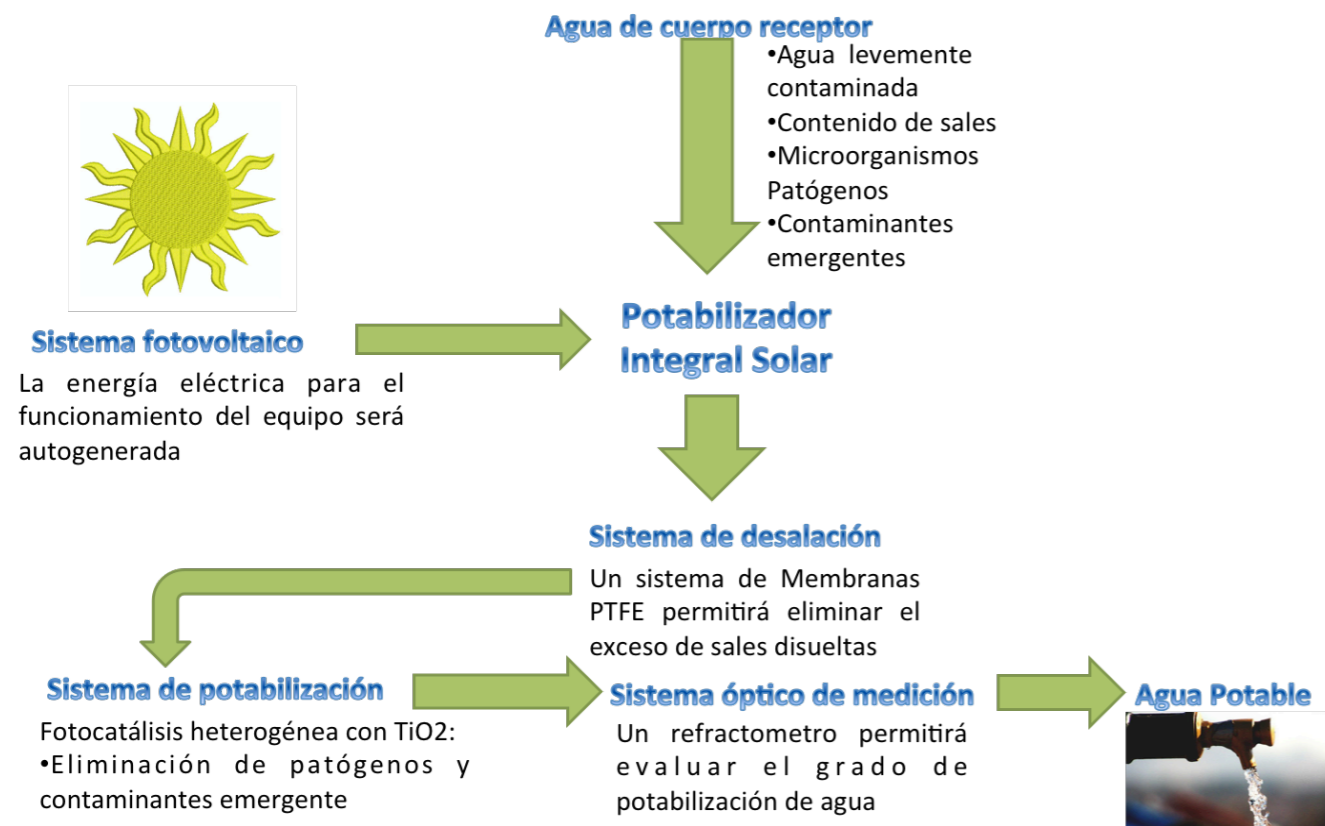 Agua de cuerpo receptor
•Agua levemente
contaminada
•Contenido de sales
•Microorganismos
Patógenos
•Contaminantes
emergentes
Sistema fotovoltaico
La energía eléctrica para el
funcionamiento del equipo será
autogenerada
Potabilizador
Integral Solar
Sistema de desalación
Un sistema de Membranas
PTFE permitirá eliminar el
exceso de sales disueltas
Sistema de potabilización
Fotocatálisis heterogénea con TiO2:
•Eliminación de patógenos y
contaminantes emergente
Sistema óptico de medición
Un refractometro permitirá
evaluar el grado de
potabilización de agua
Agua Potable